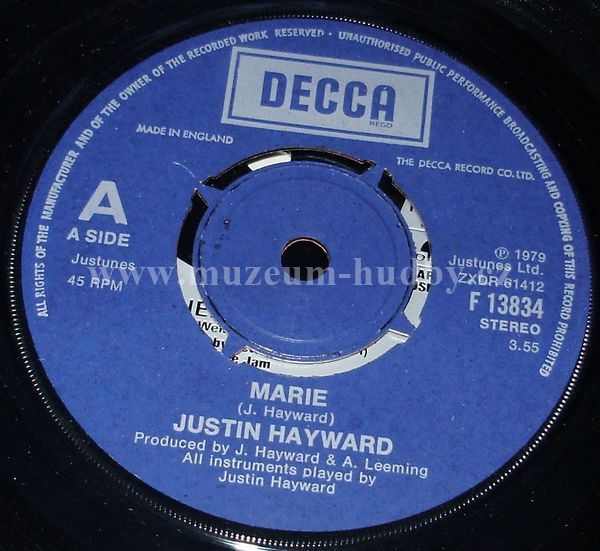 ALL RIGHTS OF THE MANUFACTURER AND OF THE OWNER OF THE RECORDED WORK RESERVED - UNAUTHORISED PUBLIC PERFORMANCE BROADCASTING AND COPYING OF THIS RECORD PROHIBITED
DECCA
REGD
MADE IN ENGLAND
THE DECCA RECORD CO. LTD.
A
A SIDE
Justunes
45 RPM
℗ 1979
Justunes Ltd.
ZXDR 61412
F 13834
STEREO
3.55
www.muzeum-hudby.cz
MARIE
(J. Hayward)
JUSTIN HAYWARD
Produced by J. Hayward & A. Leeming
All instruments played by
Justin Hayward